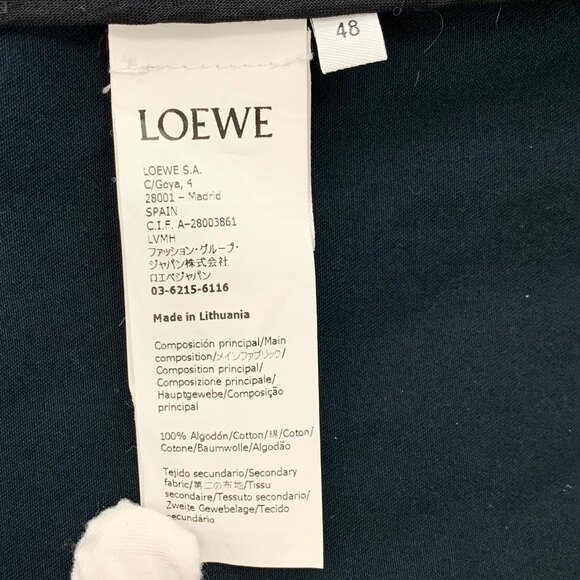 48
LOEWE
LOEWE S.A.
C/Goya, 4
28001 – Madrid
SPAIN
C.I.F. A–28003861
LVMH
ファッション・グループ・
ジャパン株式会社
ロエベジャパン
03-6215-6116
Made in Lithuania
Composición principal/Main
composition/メインファブリック/
Composition principal/
Composizione principale/
Hauptgewebe/Composição
principal
100% Algodón/Cotton/綿/Coton/
Cotone/Baumwolle/Algodão
Tejido secundario/Secondary
fabric/第二の布地/Tissu
secondaire/Tessuto secondario/
Zweite Gewebelage/Tecido
secundário